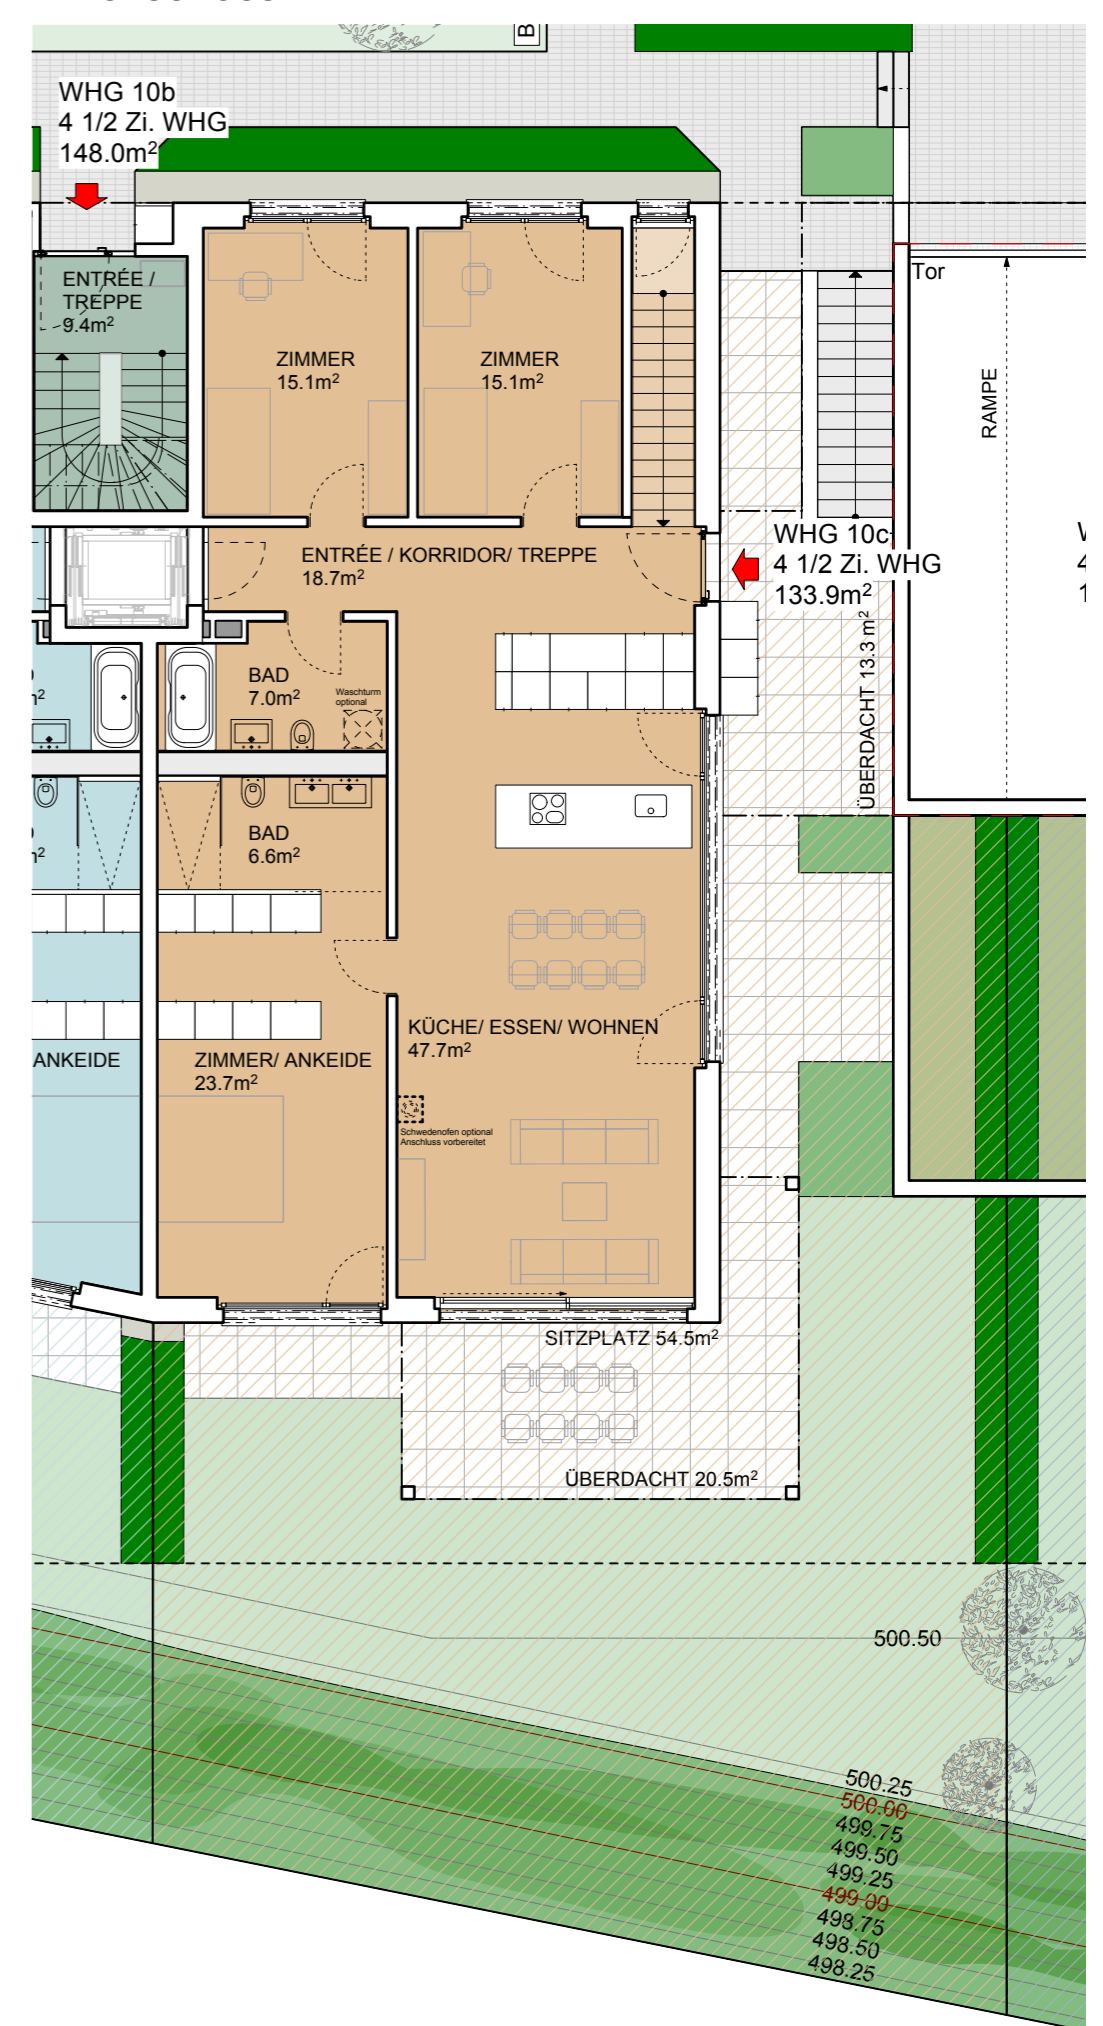 B
WHG 10b
4 1/2 Zi. WHG
148.0m²
ENTRÉE /
TREPPE
9.4m²
ZIMMER
15.1m²
ZIMMER
15.1m²
Tor
RAMPE
ENTRÉE / KORRIDOR/ TREPPE
18.7m²
WHG 10c
4 1/2 Zi. WHG
133.9m²
ÜBERDACHT 13.3 m²
BAD
7.0m²
Waschturm
optional
BAD
6.6m²
KÜCHE/ ESSEN/ WOHNEN
47.7m²
ANKEIDE
ZIMMER/ ANKEIDE
23.7m²
Schwedenofen optional
Anschluss vorbereitet
SITZPLATZ 54.5m²
ÜBERDACHT 20.5m²
500.50
500.25
500.00
499.75
499.50
499.25
499.00
498.75
498.50
498.25